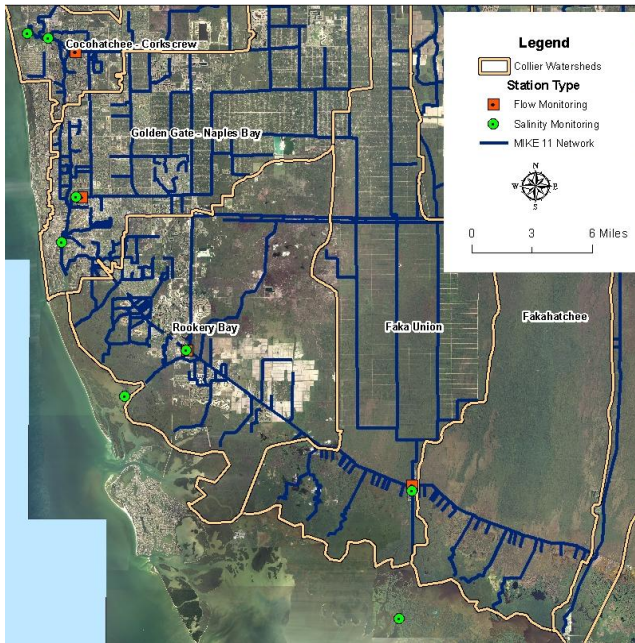 Cocohatchee - Corkscrew
Golden Gate - Naples Bay
Rookery Bay
Faka Union
Fakahatchee
Legend
Collier Watersheds
Station Type
Flow Monitoring
Salinity Monitoring
MIKE 11 Network
N
W E
S
0 3 6 Miles